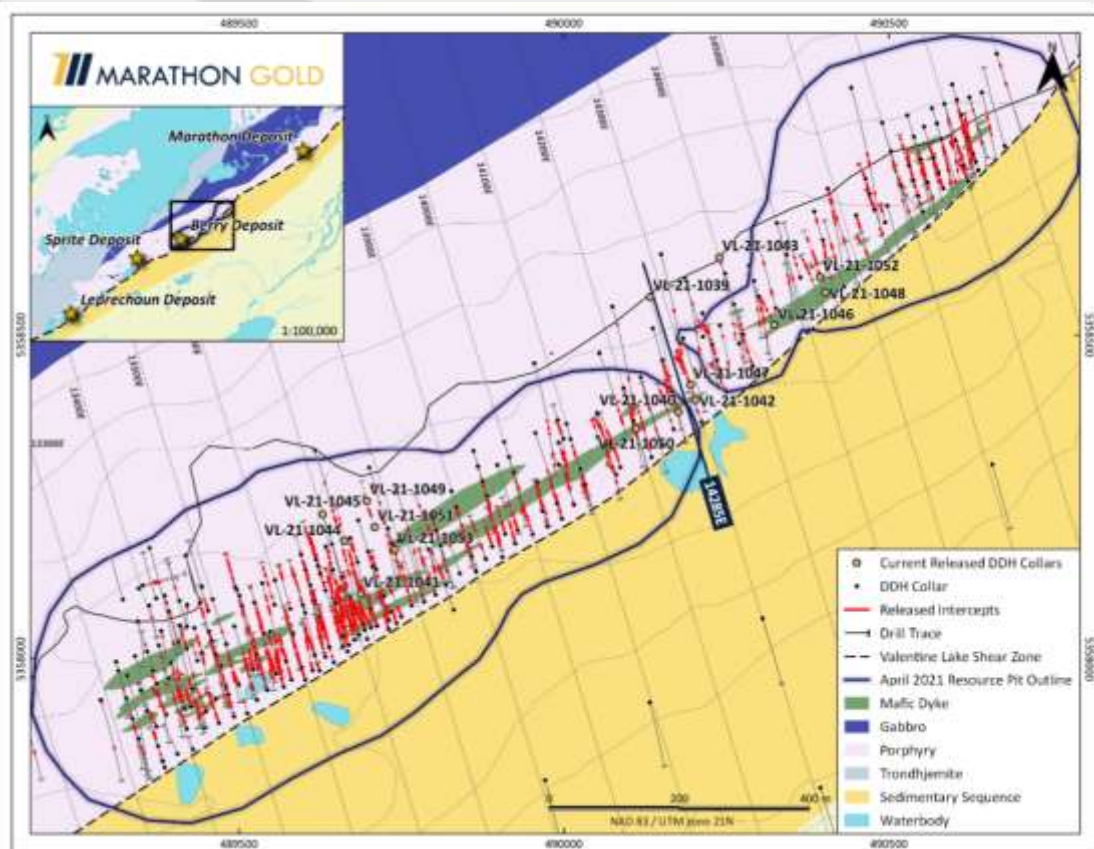 489500
490000
490500
MARATHON GOLD
Marathon Deposit
Berry Deposit
Sprite Deposit
Leprechaun Deposit
1:100,000
N
5358500
5358500
5358000
5358000
VL-21-1043
VL-21-1039
VL-21-1052
VL-21-1048
VL-21-1046
VL-21-1047
VL-21-1040
VL-21-1042
VL-21-1050
VL-21-1049
VL-21-1045
VL-21-1051
VL-21-1044
VL-21-1053
VL-21-1041
14285E
Current Released DDH Collars
DDH Collar
Released Intercepts
Drill Trace
Valentine Lake Shear Zone
April 2021 Resource Pit Outline
Mafic Dyke
Gabbro
Porphyry
Trondhjemite
Sedimentary Sequence
Waterbody
0
200
400 m
NAD 83 / UTM zone 21N
489500
490000
490500